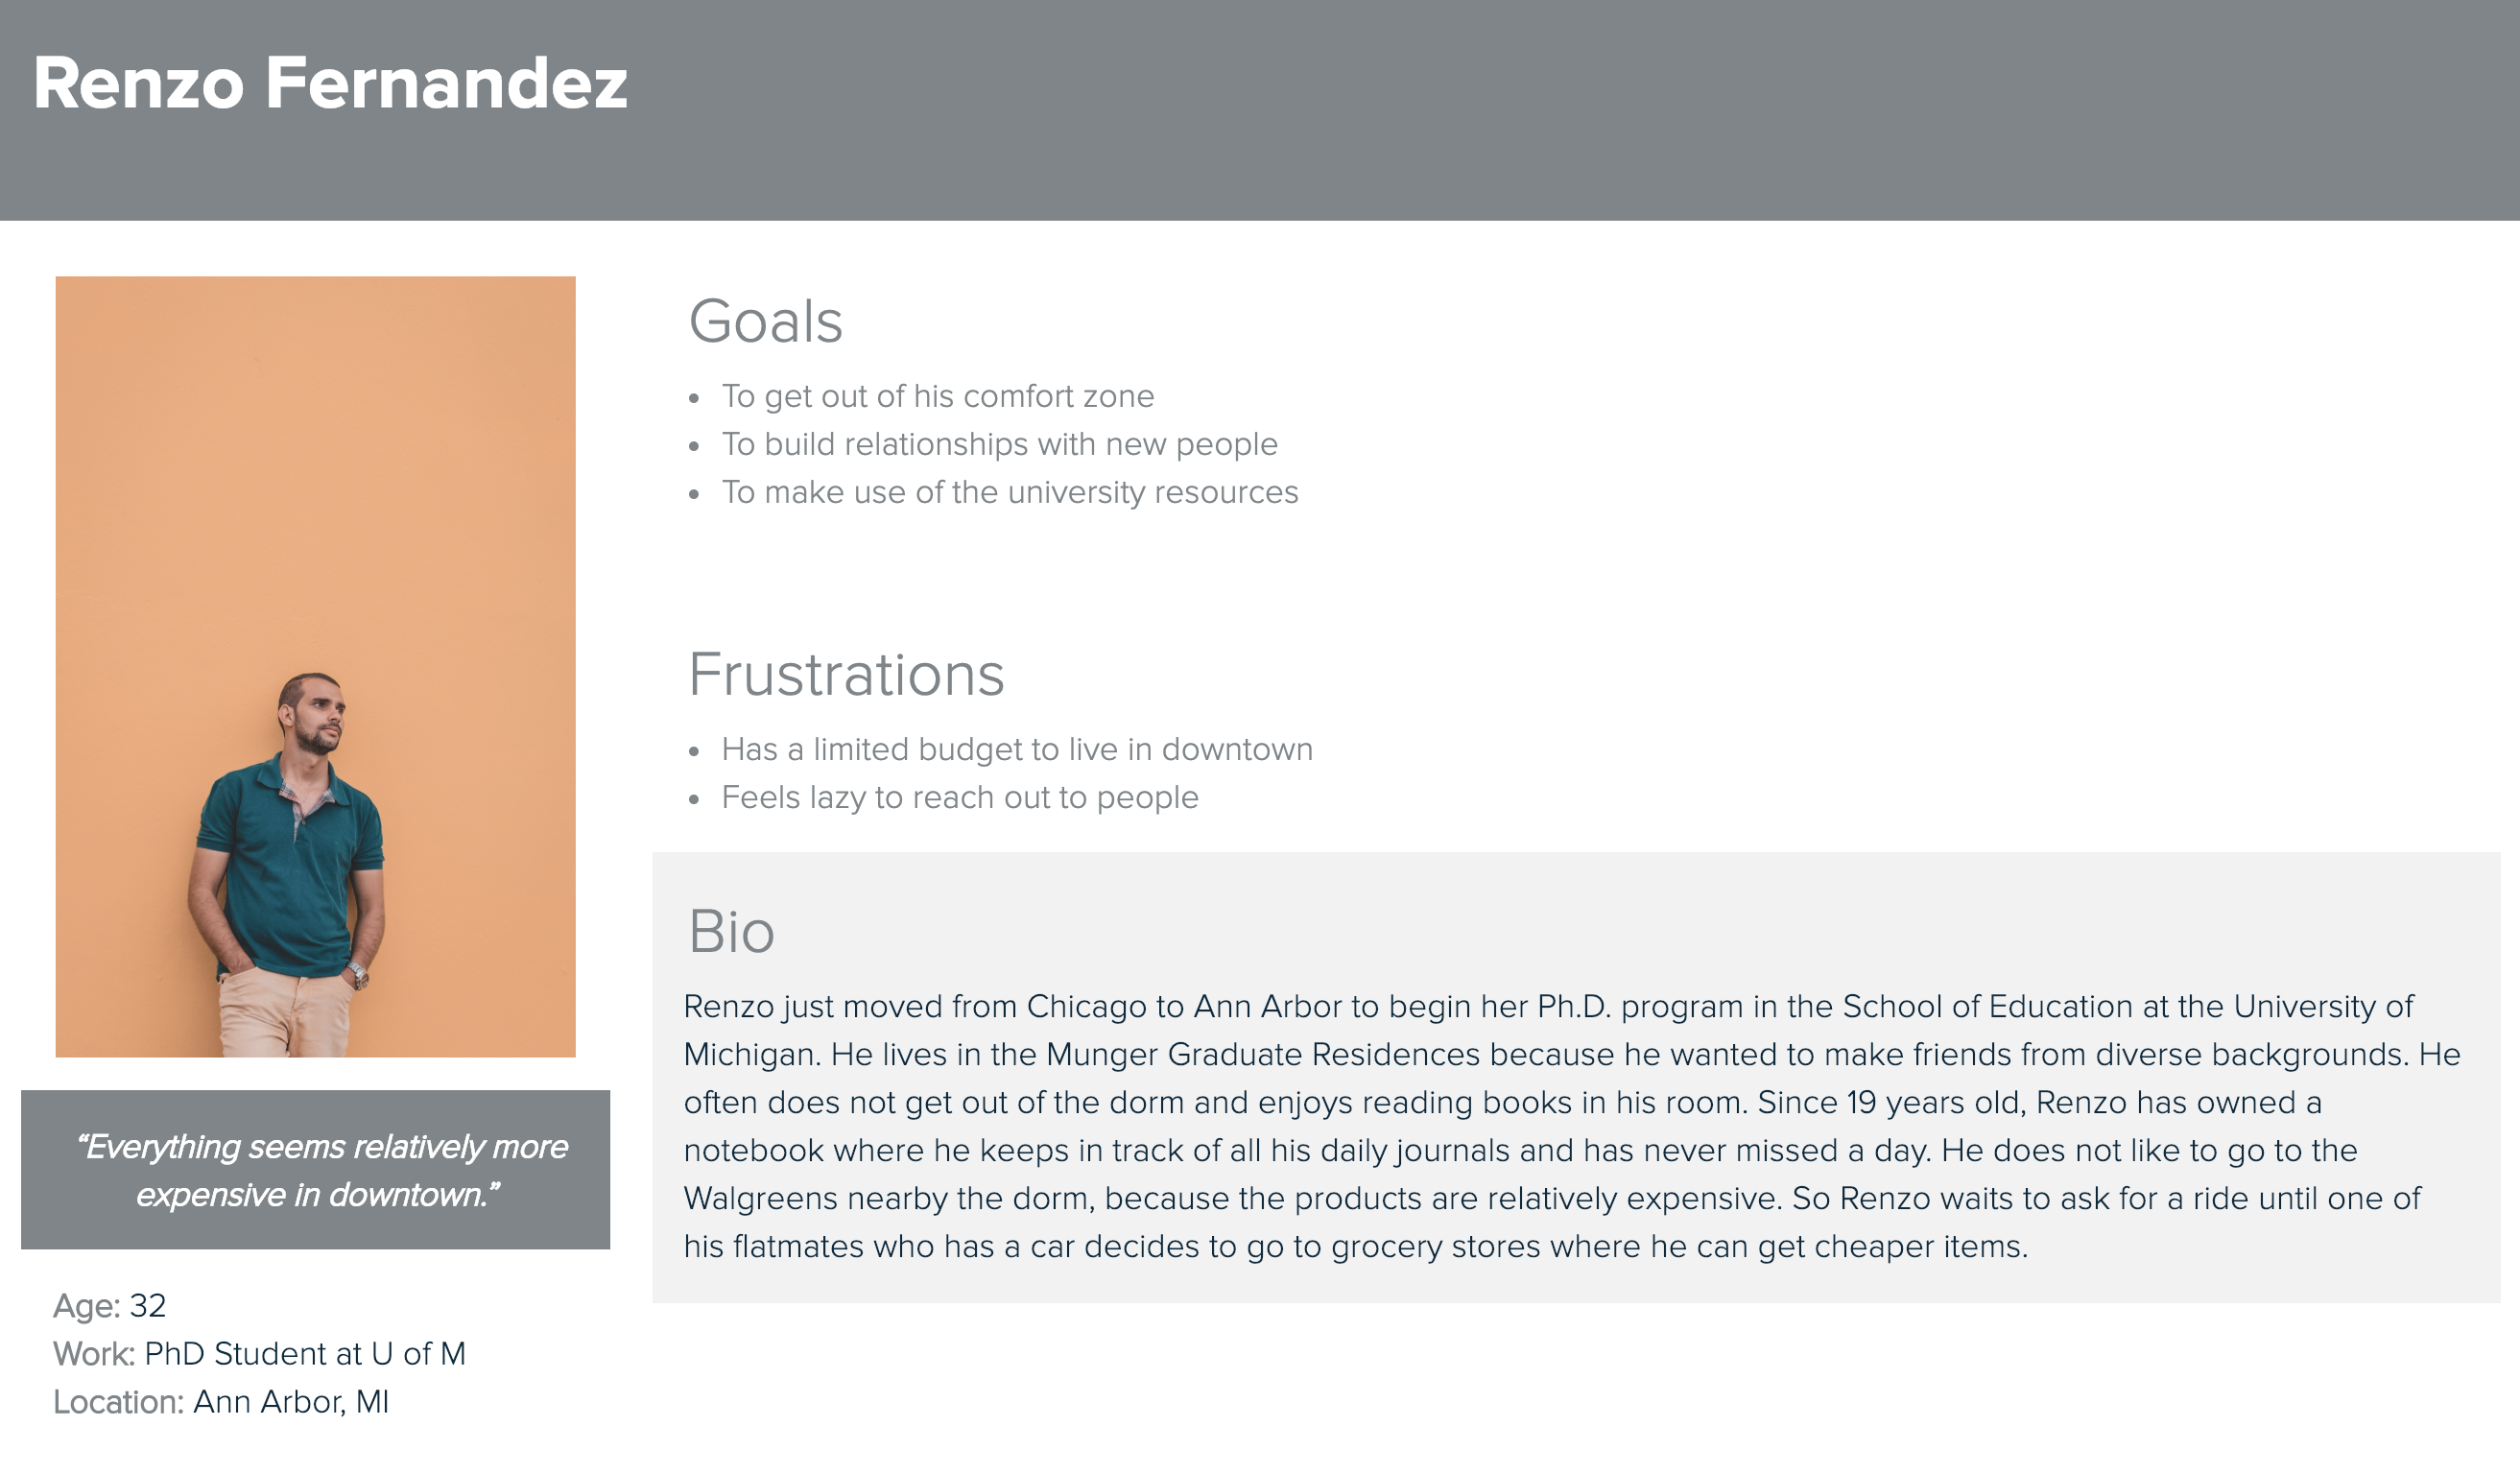 Renzo Fernandez
Goals
• To get out of his comfort zone
• To build relationships with new people
• To make use of the university resources
Frustrations
• Has a limited budget to live in downtown
• Feels lazy to reach out to people
Bio
Renzo just moved from Chicago to Ann Arbor to begin her Ph.D. program in the School of Education at the University of
Michigan. He lives in the Munger Graduate Residences because he wanted to make friends from diverse backgrounds. He
often does not get out of the dorm and enjoys reading books in his room. Since 19 years old, Renzo has owned a
notebook where he keeps in track of all his daily journals and has never missed a day. He does not like to go to the
Walgreens nearby the dorm, because the products are relatively expensive. So Renzo waits to ask for a ride until one of
his flatmates who has a car decides to go to grocery stores where he can get cheaper items.
“Everything seems relatively more
expensive in downtown.”
Age: 32
Work: PhD Student at U of M
Location: Ann Arbor, MI